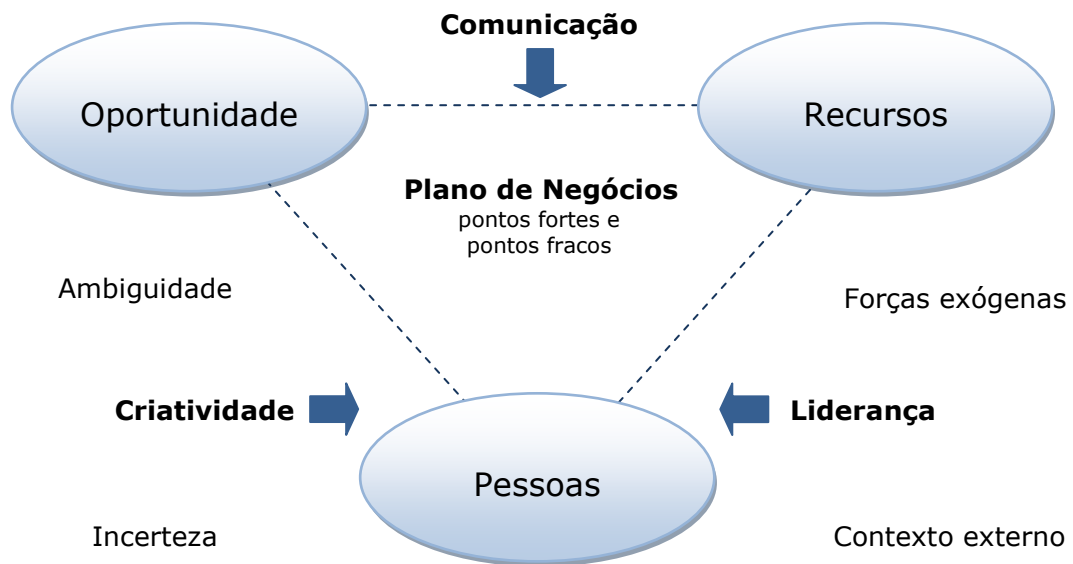 Comunicação
Oportunidade
Recursos
Plano de Negócios
pontos fortes e
pontos fracos
Ambiguidade
Forças exógenas
Criatividade
Liderança
Pessoas
Incerteza
Contexto externo